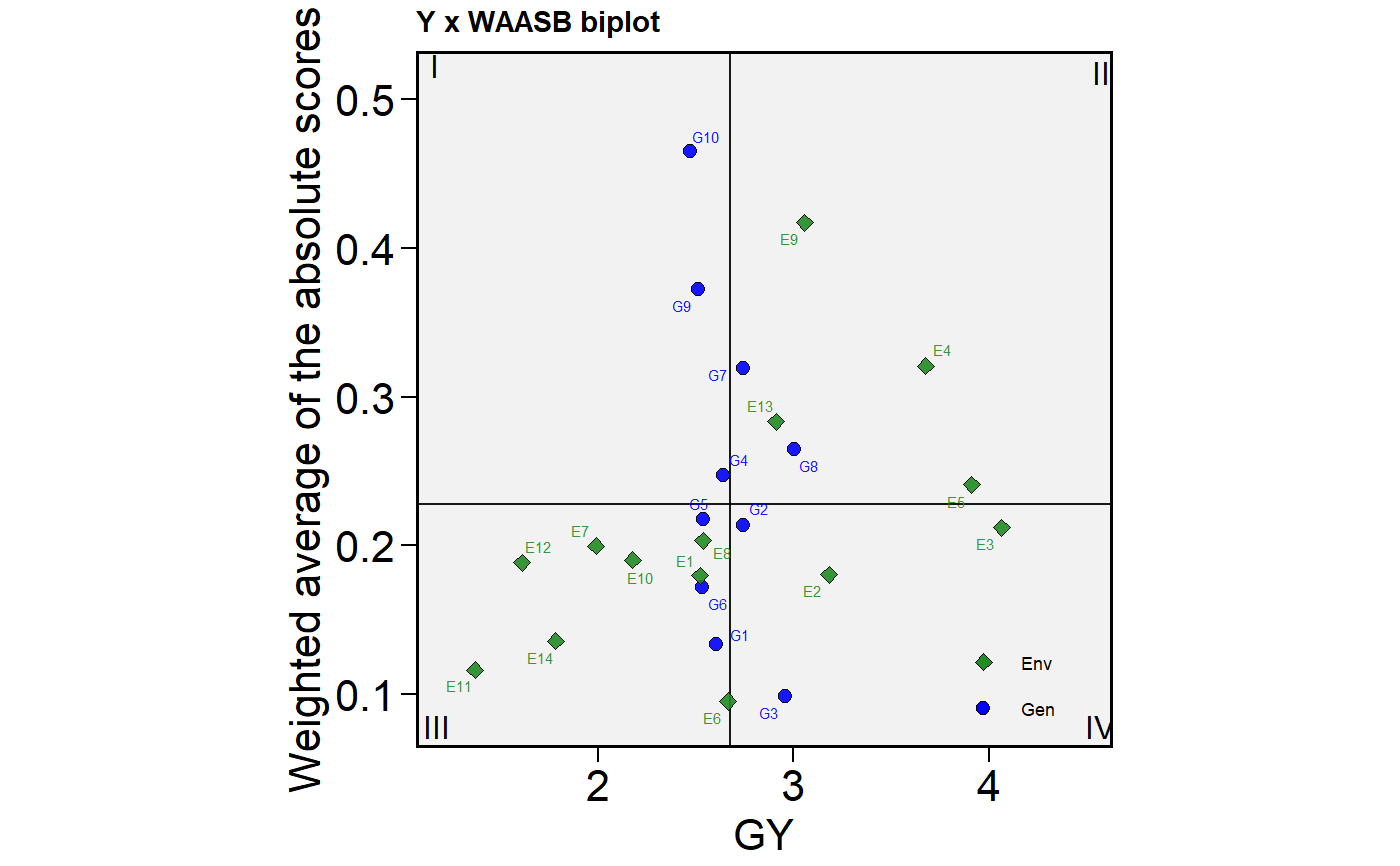 Y x WAASB biplot
Weighted average of the absolute scores
I
II
0.5
G10
E9
0.4
G9
E4
G7
0.3
E13
G4
G8
G5
G2
E5
E7
E3
0.2
E12
E8
E1
E10
E2
G6
G1
E14
Env
E11
0.1
E6
G3
Gen
III
IV
2
3
4
GY